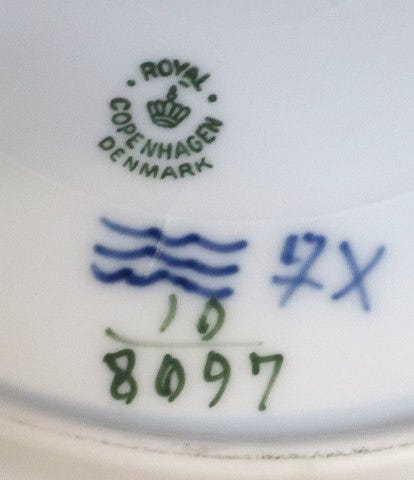 ROYAL
COPENHAGEN
DENMARK
7X
10
8097